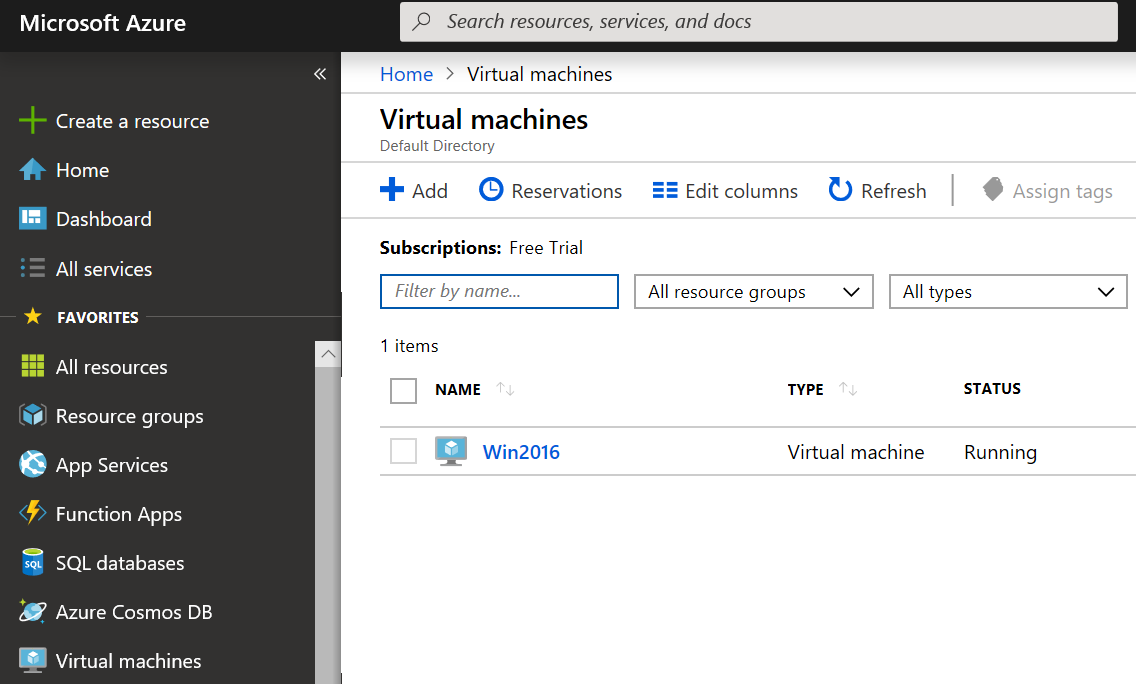 Microsoft Azure
Search resources, services, and docs
Create a resource
Home
Dashboard
All services
FAVORITES
All resources
Resource groups
App Services
Function Apps
SQL
SQL databases
Azure Cosmos DB
Virtual machines
Home > Virtual machines
Virtual machines
Default Directory
Add Reservations Edit columns Refresh Assign tags
Subscriptions: Free Trial
Filter by name... All resource groups All types
1 items
NAME TYPE STATUS
Win2016 Virtual machine Running